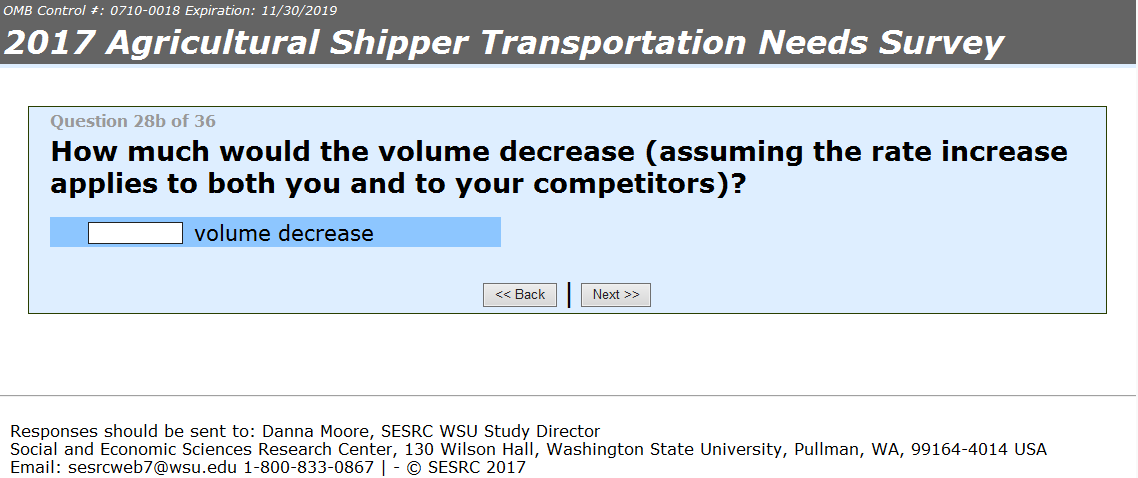 OMB Control #: 0710-0018 Expiration: 11/30/2019
2017 Agricultural Shipper Transportation Needs Survey
Question 28b of 36
How much would the volume decrease (assuming the rate increase
applies to both you and to your competitors)?
volume decrease
<< Back | Next >>
Responses should be sent to: Danna Moore, SESRC WSU Study Director
Social and Economic Sciences Research Center, 130 Wilson Hall, Washington State University, Pullman, WA, 99164-4014 USA
Email: sesrcweb7@wsu.edu 1-800-833-0867 | - © SESRC 2017